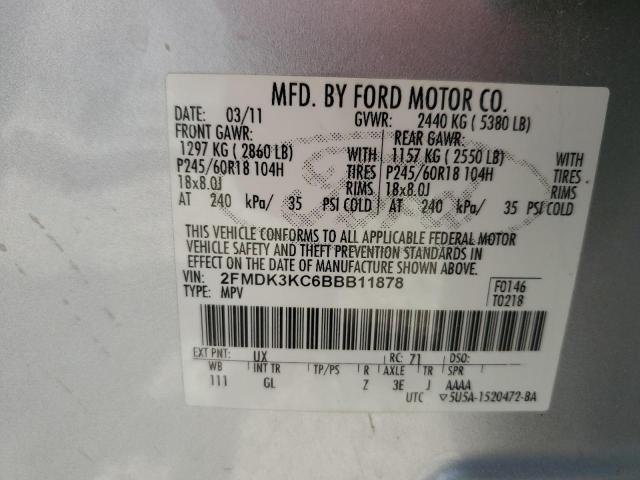 MFD. BY FORD MOTOR CO.
DATE: 03/11 GVWR: 2440 KG ( 5380 LB)
FRONT GAWR: REAR GAWR:
1297 KG ( 2860 LB) WITH 1157 KG ( 2550 LB) WITH
P245/60R18 104H TIRES P245/60R18 104H TIRES
18x8.0J RIMS 18x8.0J RIMS
AT 240 kPa/ 35 PSI COLD AT 240 kPa/ 35 PSI COLD
THIS VEHICLE CONFORMS TO ALL APPLICABLE FEDERAL MOTOR
VEHICLE SAFETY AND THEFT PREVENTION STANDARDS IN
EFFECT ON THE DATE OF MANUFACTURE SHOWN ABOVE.
VIN: 2FMDK3KC6BBB11878 F0146
TYPE: MPV T0218
EXT PNT: UX RC: 71 DSO:
WB INT TR TP/PS R AXLE TR SPR
111 GL Z 3E J AAAA
UTC ▽5U5A-1520472-BA